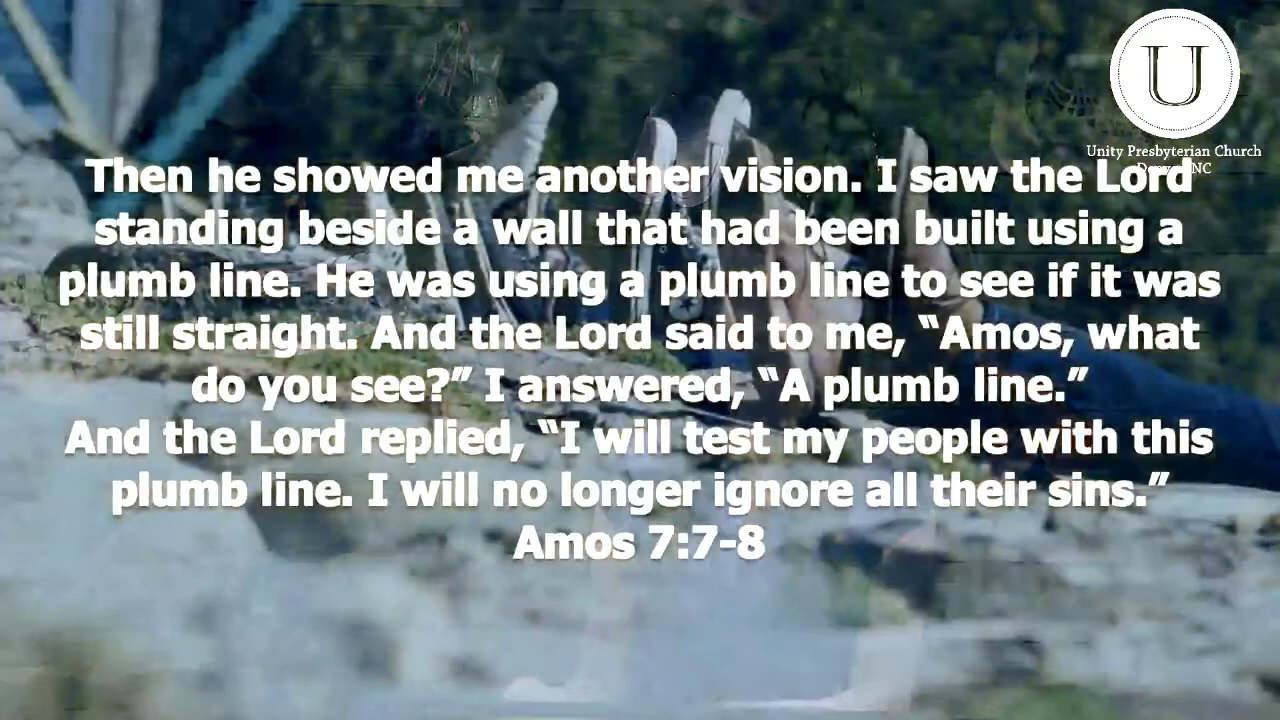 U
Unity Presbyterian Church
NC
Then he showed me another vision. I saw the Lord
standing beside a wall that had been built using a
plumb line. He was using a plumb line to see if it was
still straight. And the Lord said to me, “Amos, what
do you see?” I answered, “A plumb line.”
And the Lord replied, “I will test my people with this
plumb line. I will no longer ignore all their sins.”
Amos 7:7-8